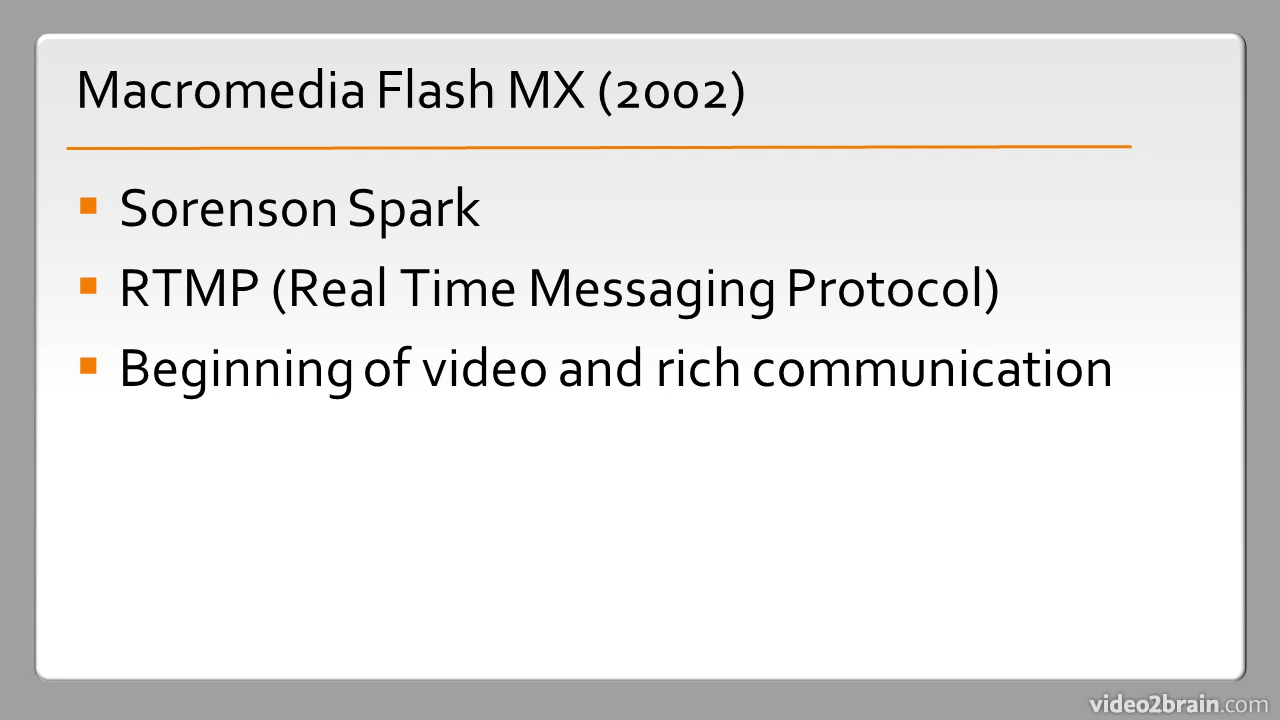 Macromedia Flash MX (2002)
Sorenson Spark
RTMP (Real Time Messaging Protocol)
Beginning of video and rich communication
video2brain.com